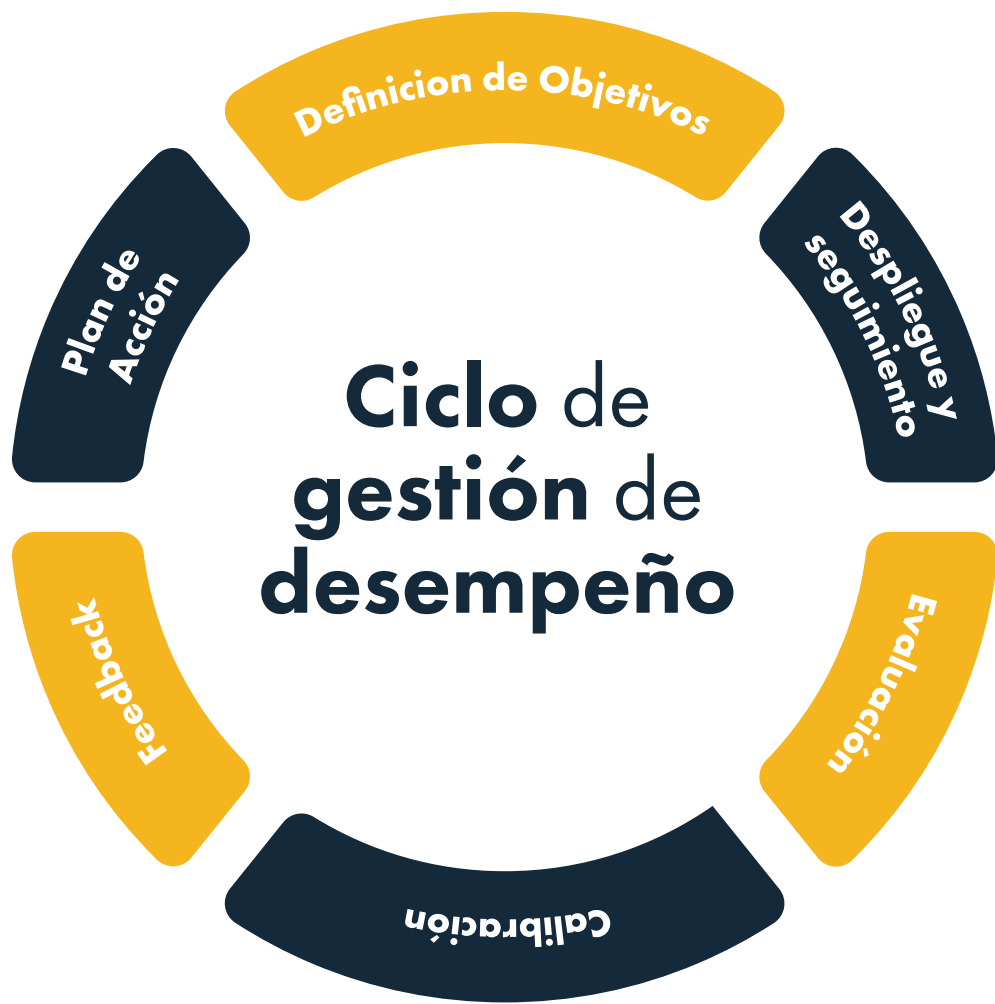 Definicion de Objetivos
Despliegue y
seguimiento
Evaluación
Calibración
Feedback
Plan de
Acción
Ciclo de
gestión de
desempeño